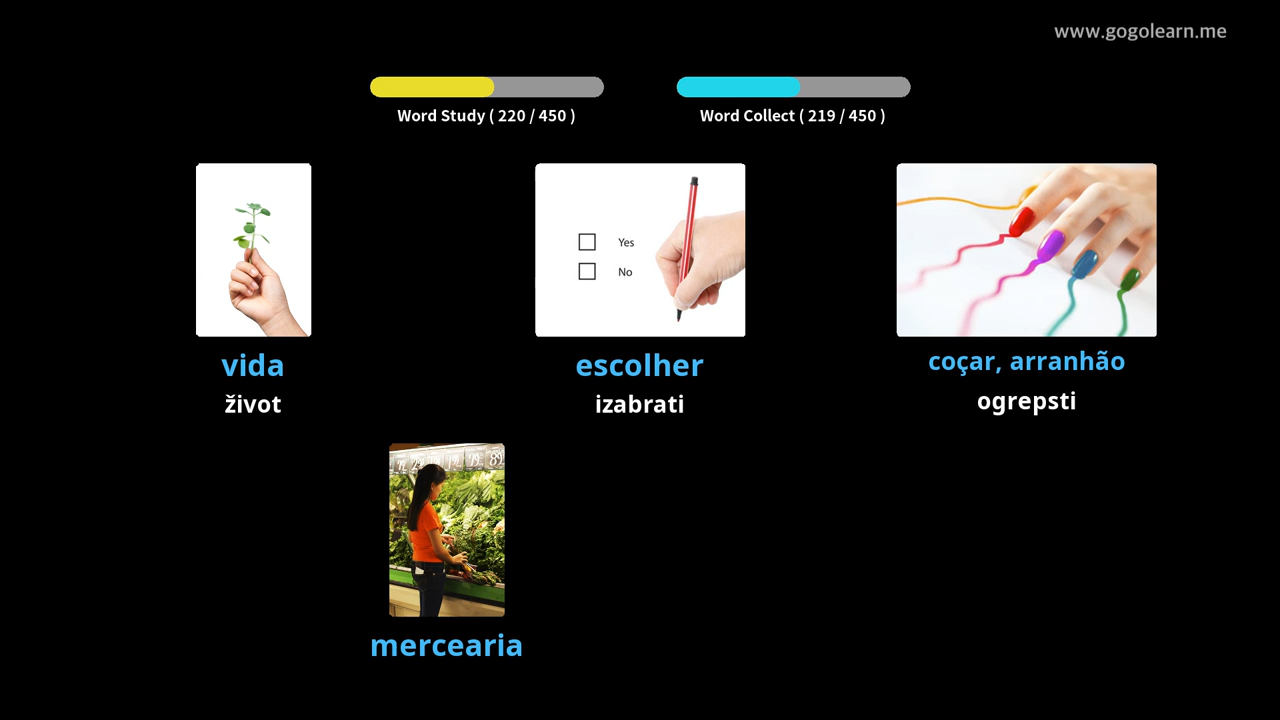 www.gogolearn.me
Word Study ( 220 / 450 )
Word Collect ( 219 / 450 )
Yes
No
vida
život
escolher
izabrati
coçar, arranhão
ogrepsti
mercearia